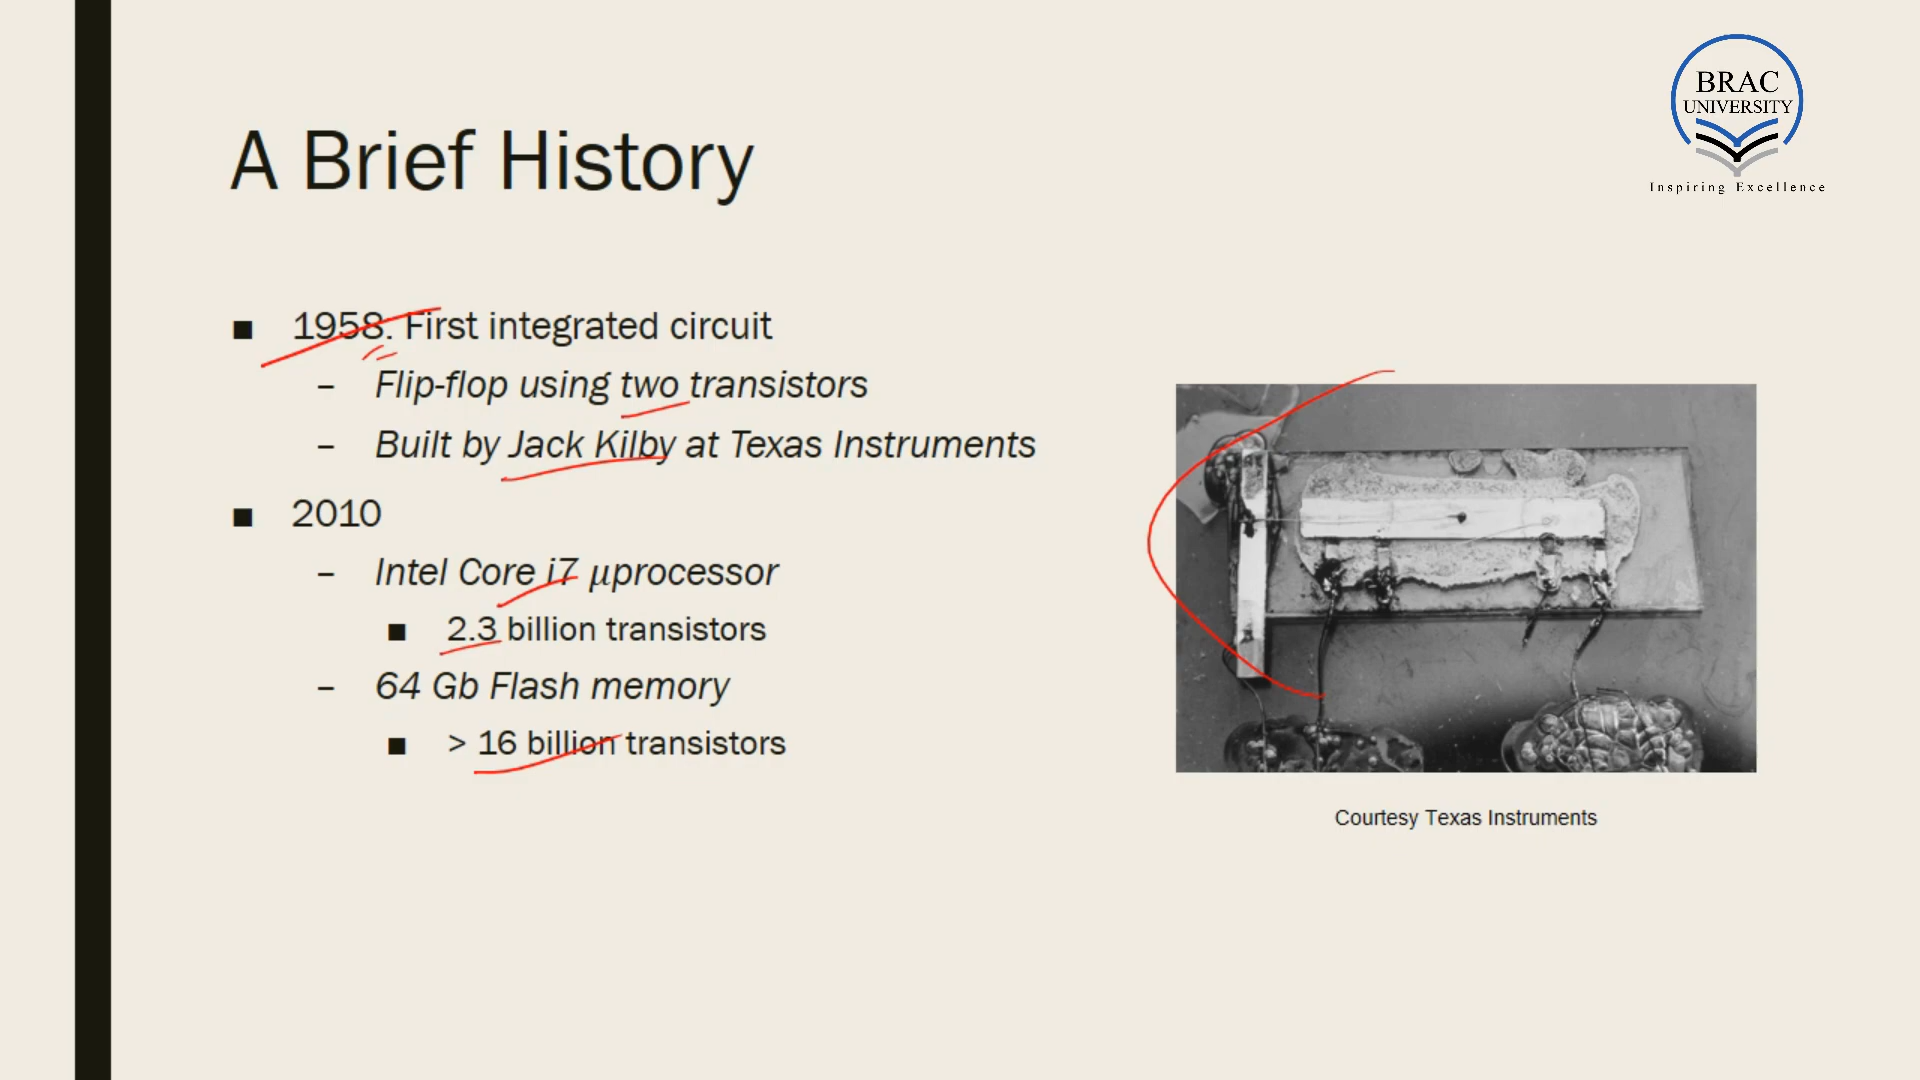 BRAC
UNIVERSITY
Inspiring Excellence
A Brief History
■ 1958: First integrated circuit
– Flip-flop using two transistors
– Built by Jack Kilby at Texas Instruments
■ 2010
– Intel Core i7 μprocessor
■ 2.3 billion transistors
– 64 Gb Flash memory
■ > 16 billion transistors
Courtesy Texas Instruments